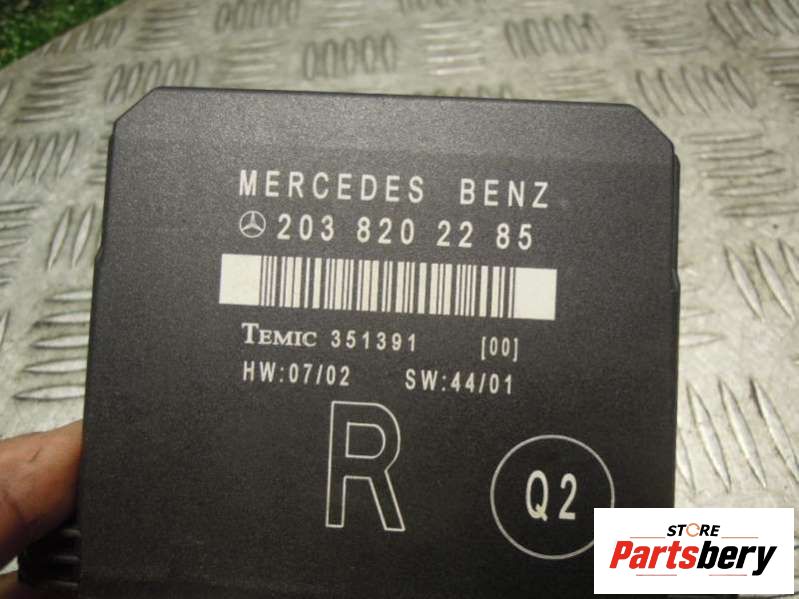 MERCEDES BENZ
203 820 22 85
TEMIC 351391 [00]
HW:07/02 SW:44/01
R
Q2
STORE
Partsbery